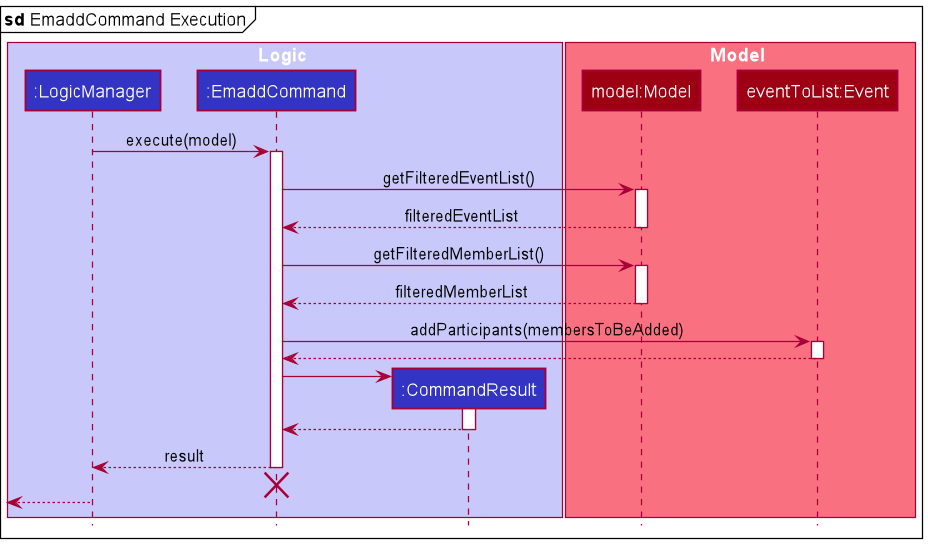 sd EmaddCommand Execution
Logic
Model
:LogicManager
:EmaddCommand
model:Model
eventToList:Event
execute(model)
getFilteredEventList()
filteredEventList
getFilteredMemberList()
filteredMemberList
addParticipants(membersToBeAdded)
:CommandResult
result